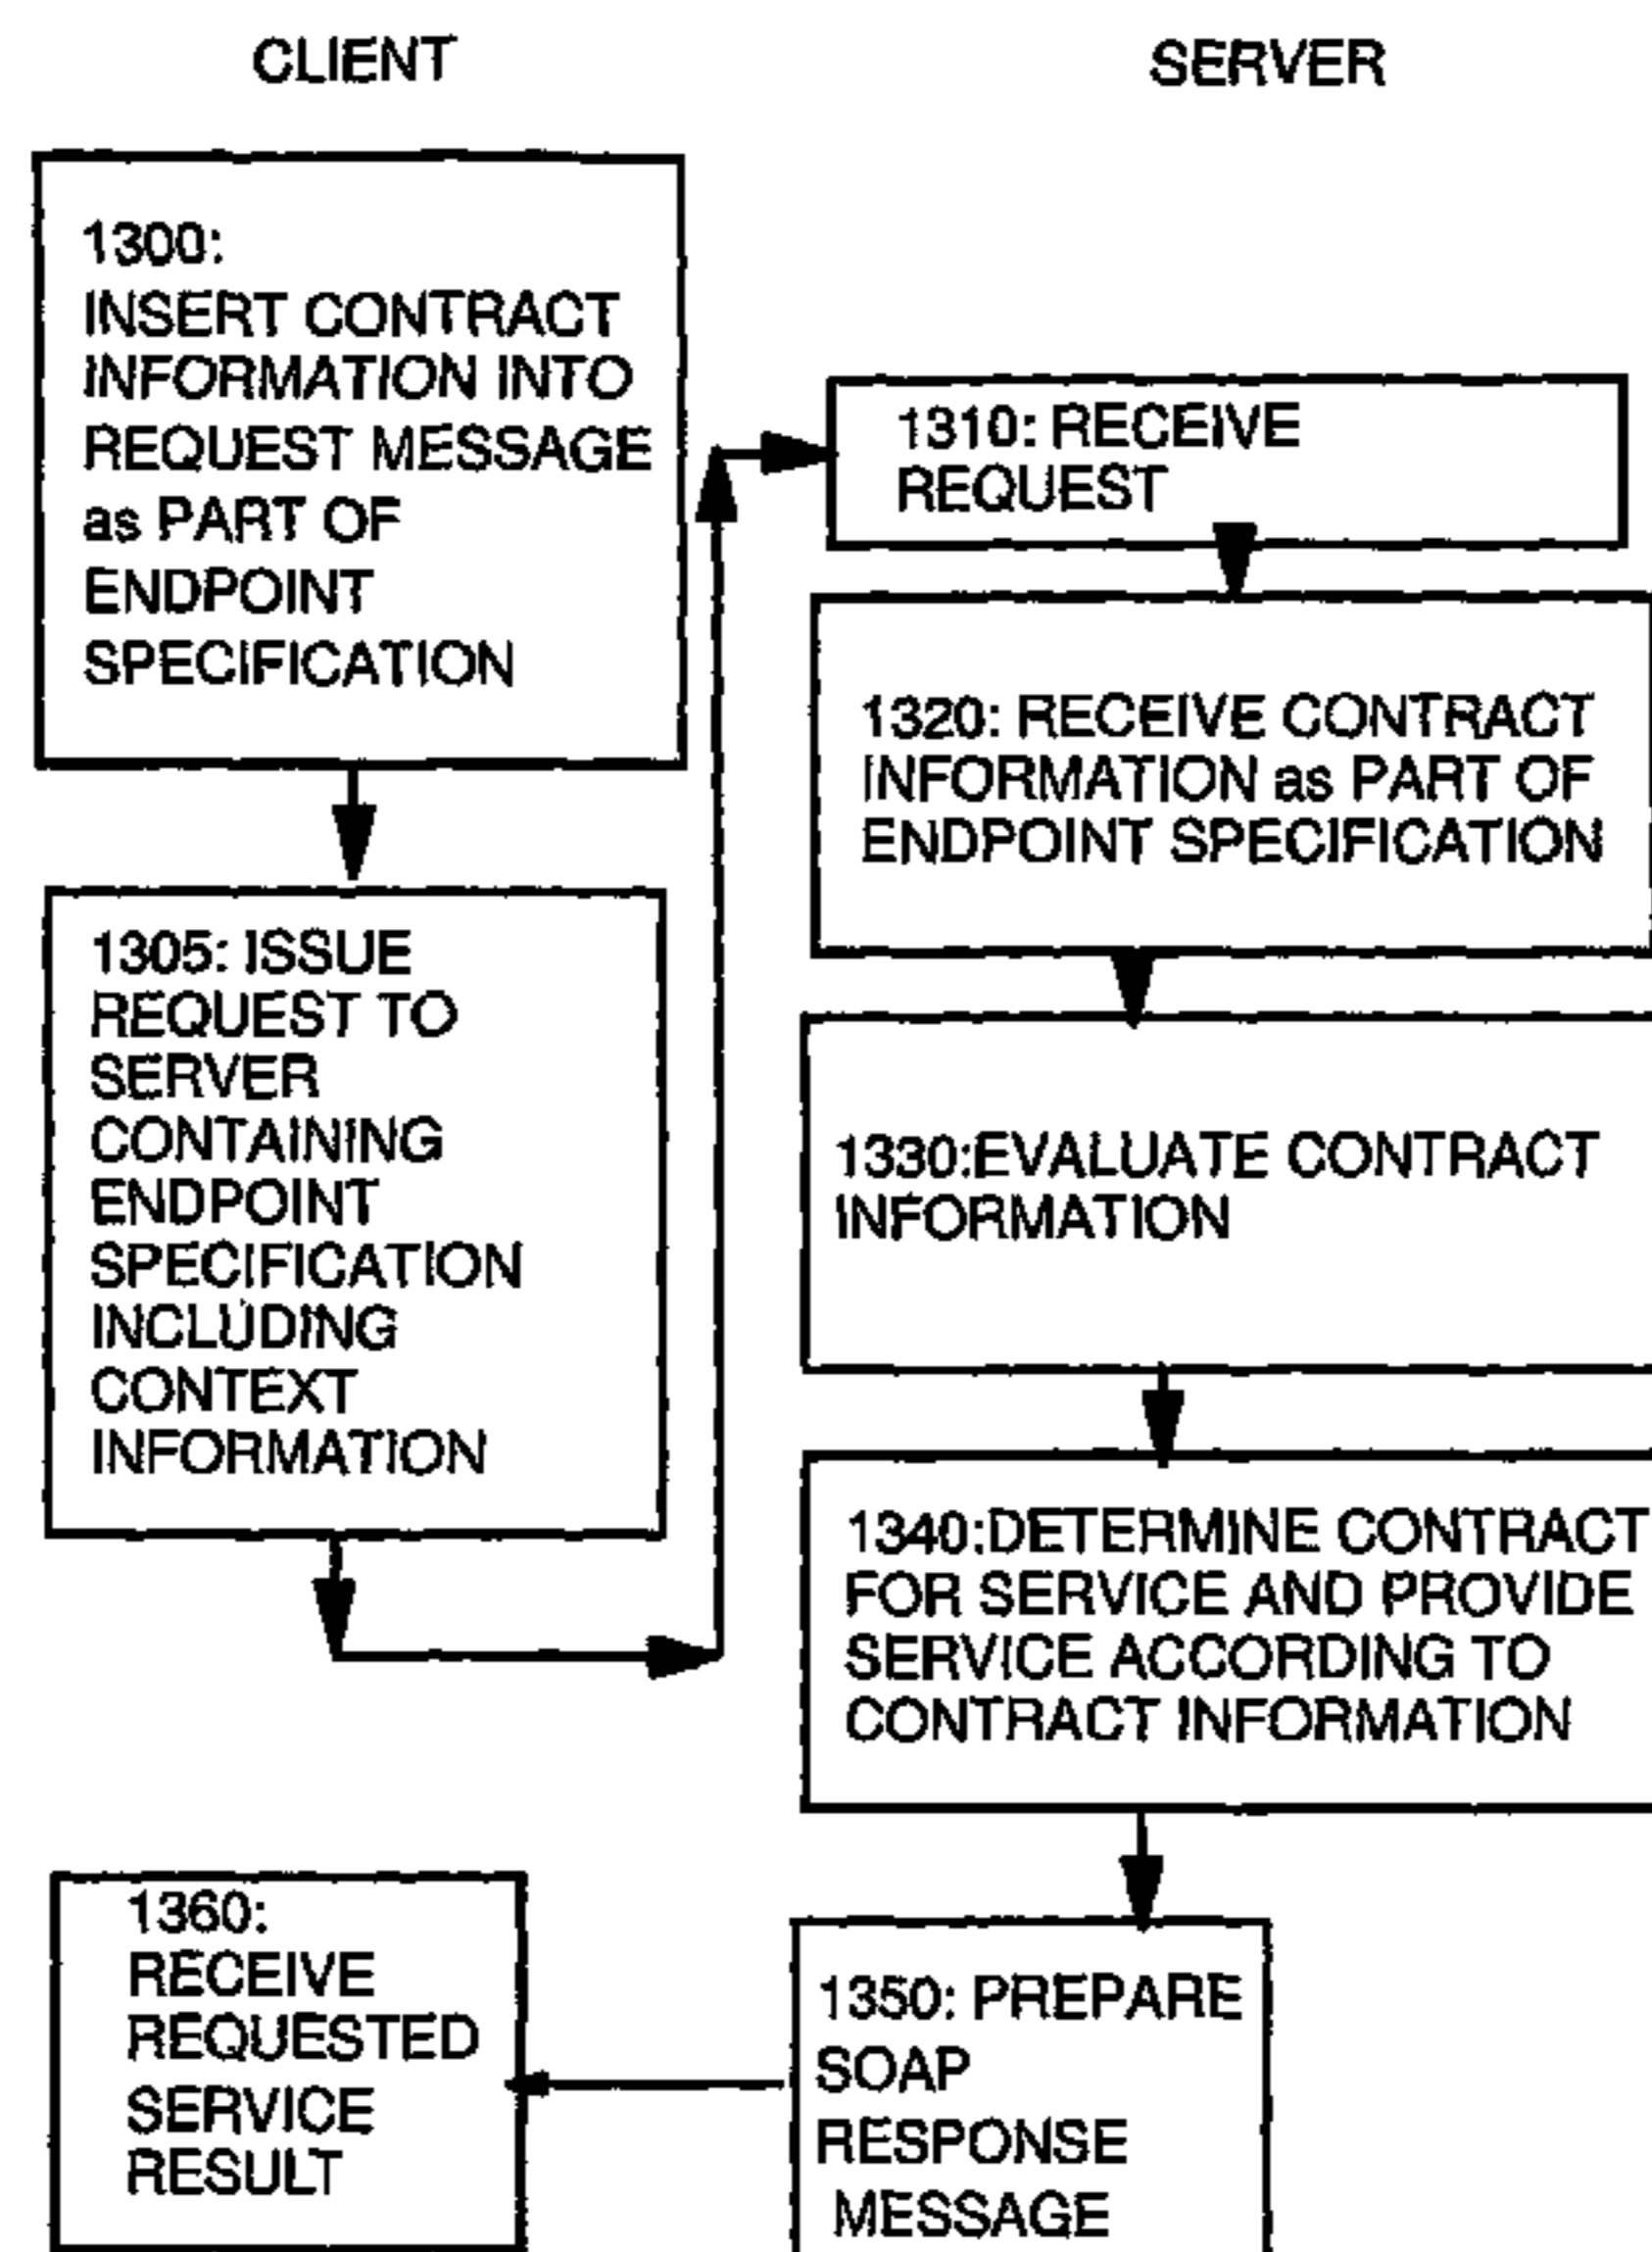 CLIENT
SERVER
1300:
INSERT CONTRACT
INFORMATION INTO
REQUEST MESSAGE
as PART OF
ENDPOINT
SPECIFICATION
1305: ISSUE
REQUEST TO
SERVER
CONTAINING
ENDPOINT
SPECIFICATION
INCLUDING
CONTEXT
INFORMATION
1310: RECEIVE
REQUEST
1320: RECEIVE CONTRACT
INFORMATION as PART OF
ENDPOINT SPECIFICATION
1330:EVALUATE CONTRACT
INFORMATION
1340:DETERMINE CONTRACT
FOR SERVICE AND PROVIDE
SERVICE ACCORDING TO
CONTRACT INFORMATION
1350: PREPARE
SOAP
RESPONSE
MESSAGE
1360:
RECEIVE
REQUESTED
SERVICE
RESULT